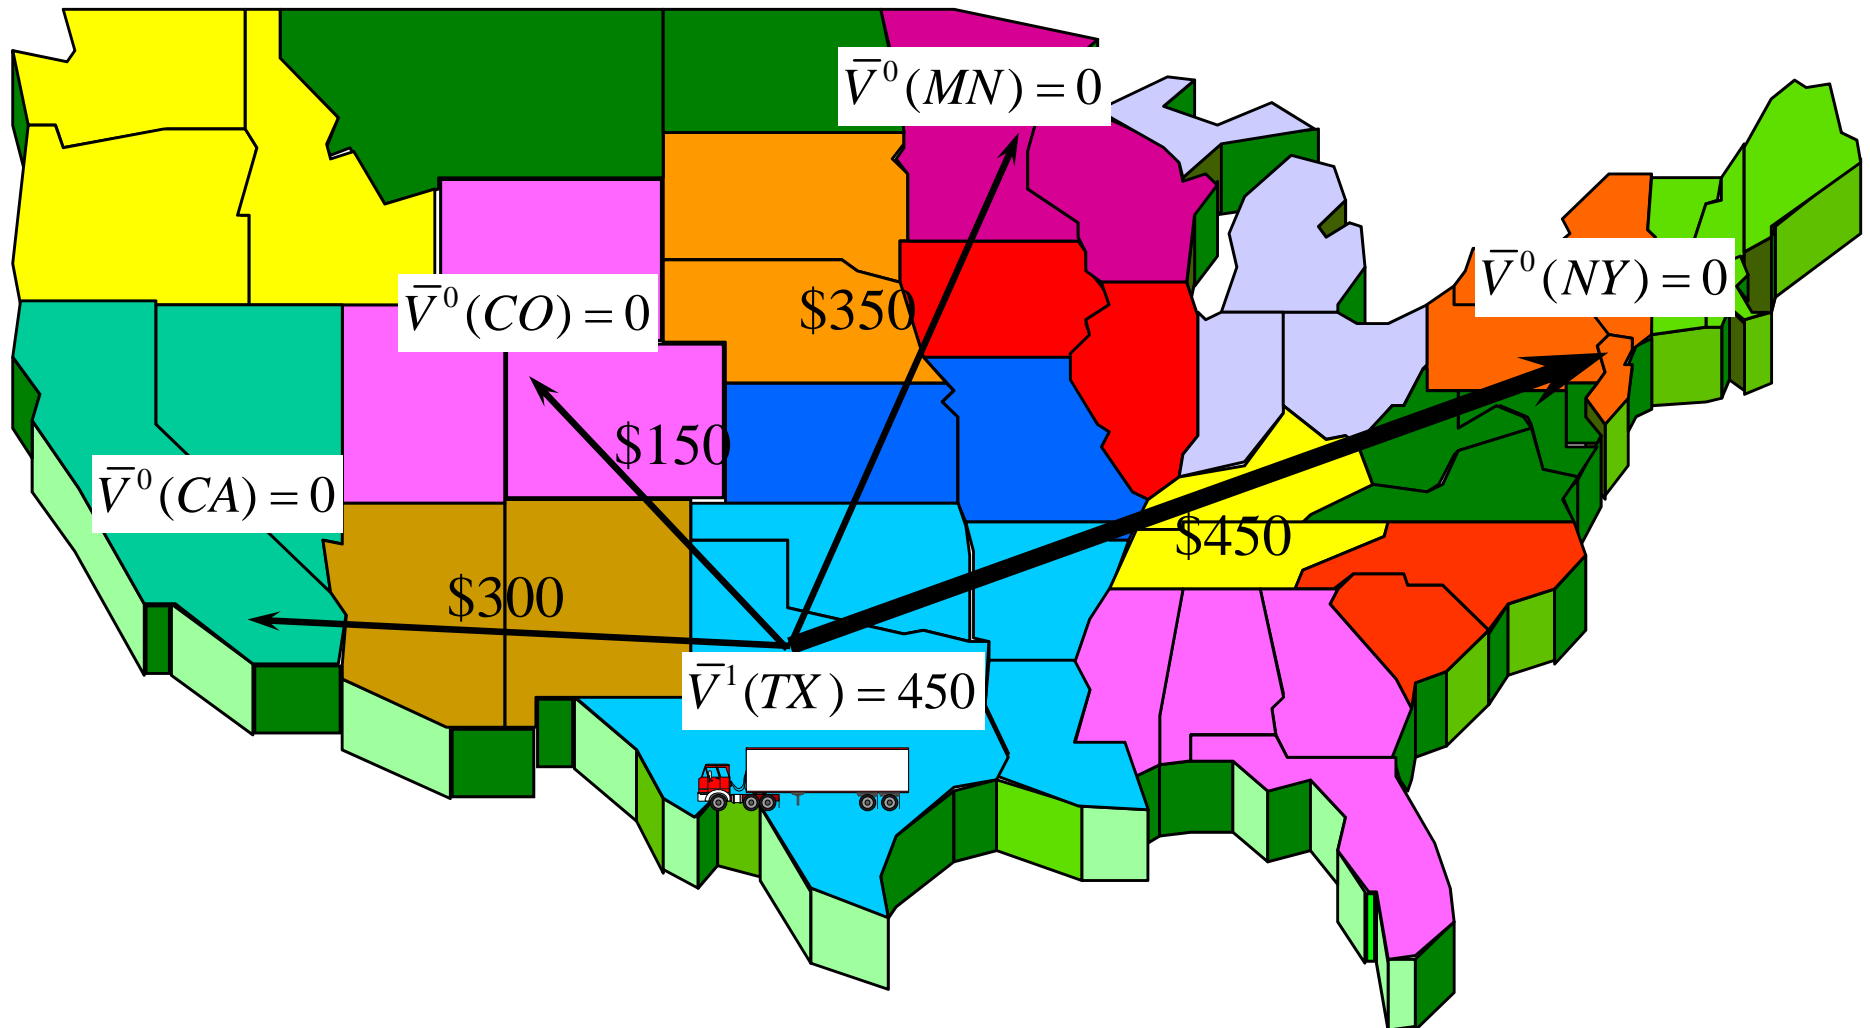 V̅⁰(MN) = 0
V̅⁰(NY) = 0
V̅⁰(CO) = 0
$350
$150
V̅⁰(CA) = 0
$450
$300
V̅¹(TX) = 450